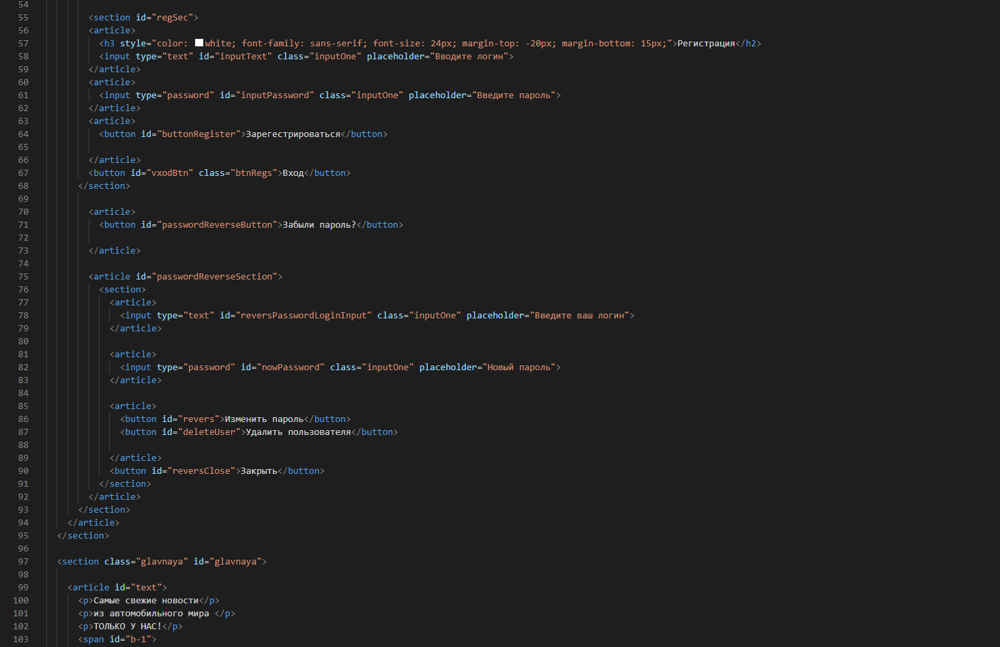 54
55 <section id="regSec">
56 <article>
57 <h3 style="color: white; font-family: sans-serif; font-size: 24px; margin-top: -20px; margin-bottom: 15px;">Регистрация</h2>
58 <input type="text" id="inputText" class="inputOne" placeholder="Вводите логин">
59 </article>
60 <article>
61 <input type="password" id="inputPassword" class="inputOne" placeholder="Введите пароль">
62 </article>
63 <article>
64 <button id="buttonRegister">Зарегестрироваться</button>
65
66 </article>
67 <button id="vxodBtn" class="btnRegs">Вход</button>
68 </section>
69
70 <article>
71 <button id="passwordReverseButton">Забыли пароль?</button>
72
73 </article>
74
75 <article id="passwordReverseSection">
76 <section>
77 <article>
78 <input type="text" id="reversPasswordLoginInput" class="inputOne" placeholder="Введите ваш логин">
79 </article>
80
81 <article>
82 <input type="password" id="nowPassword" class="inputOne" placeholder="Новый пароль">
83 </article>
84
85 <article>
86 <button id="revers">Изменить пароль</button>
87 <button id="deleteUser">Удалить пользователя</button>
88
89 </article>
90 <button id="reversClose">Закрыть</button>
91 </section>
92 </article>
93 </section>
94 </article>
95 </section>
96
97 <section class="glavnaya" id="glavnaya">
98
99 <article id="text">
100 <p>Самые свежие новости</p>
101 <p>из автомобильного мира </p>
102 <p>ТОЛЬКО У НАС!</p>
103 <span id="b-1">